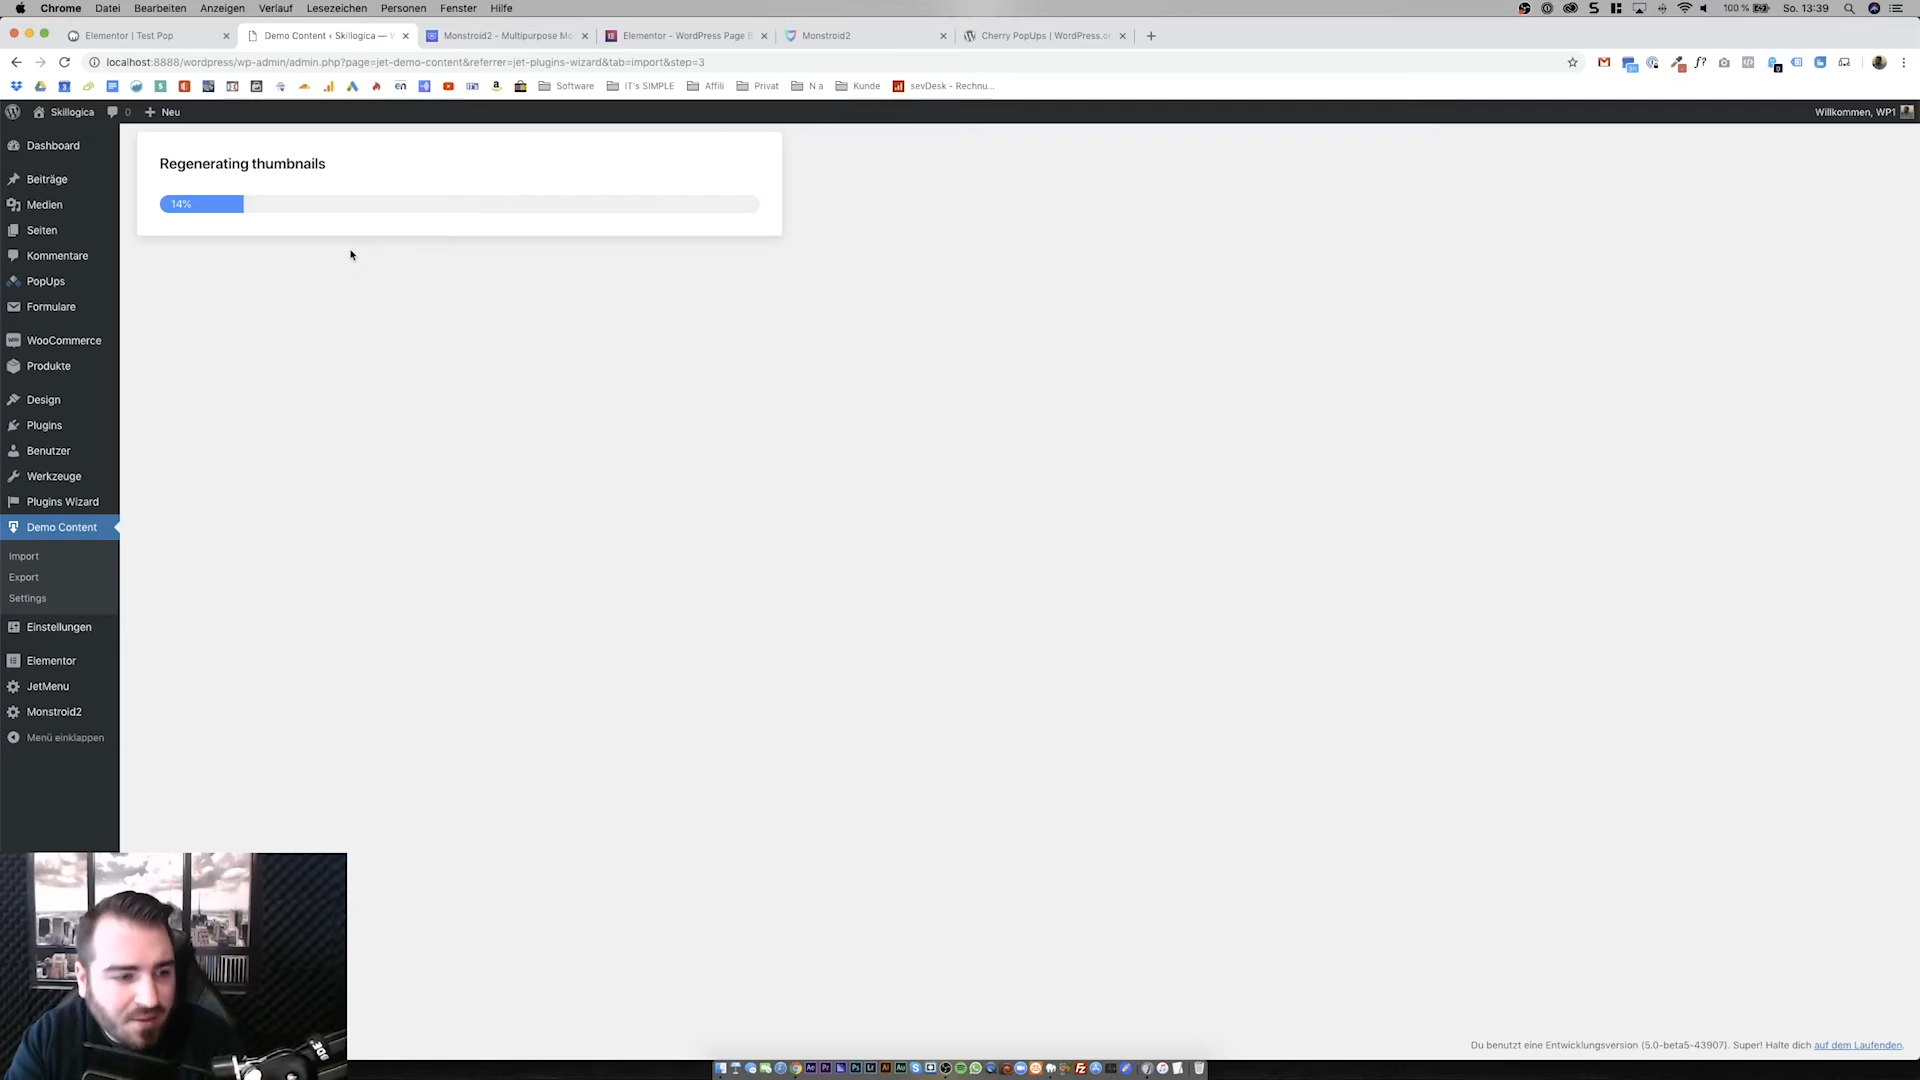 Chrome Datei Bearbeiten Anzeigen Verlauf Lesezeichen Personen Fenster Hilfe 100 % So. 13:39
Elementor | Test Pop Demo Content ‹ Skillogica — W Monstroid2 - Multipurpose Mo Elementor - WordPress Page B Monstroid2 Cherry PopUps | WordPress.or
localhost:8888/wordpress/wp-admin/admin.php?page=jet-demo-content&referrer=jet-plugins-wizard&tab=import&step=3
Software IT's SIMPLE Affili Privat N a Kunde sevDesk - Rechnu...
Skillogica 0 Neu Willkommen, WP1
Dashboard
Beiträge
Medien
Seiten
Kommentare
PopUps
Formulare
WooCommerce
Produkte
Design
Plugins
Benutzer
Werkzeuge
Plugins Wizard
Demo Content
Import
Export
Settings
Einstellungen
Elementor
JetMenu
Monstroid2
Menü einklappen
Regenerating thumbnails
14%
Du benutzt eine Entwicklungsversion (5.0-beta5-43907). Super! Halte dich auf dem Laufenden.